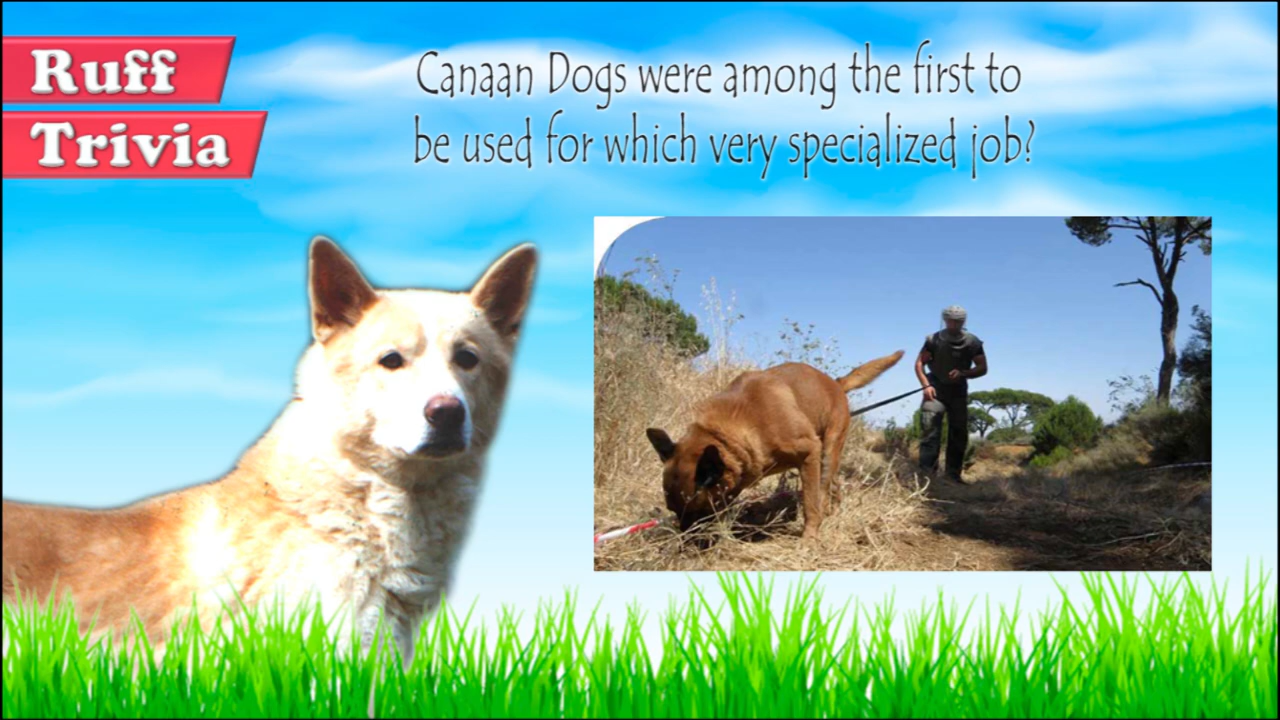 Ruff
Trivia
Canaan Dogs were among the first to
be used for which very specialized job?